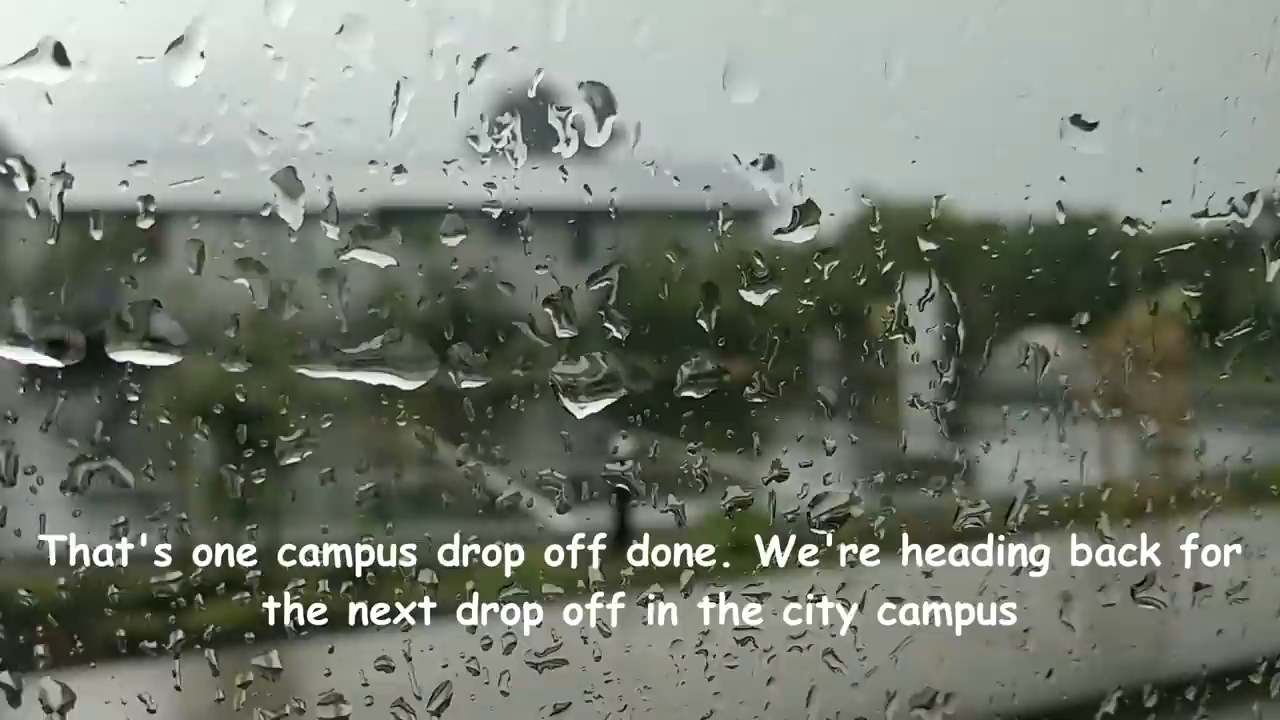 That's one campus drop off done. We're heading back for
the next drop off in the city campus